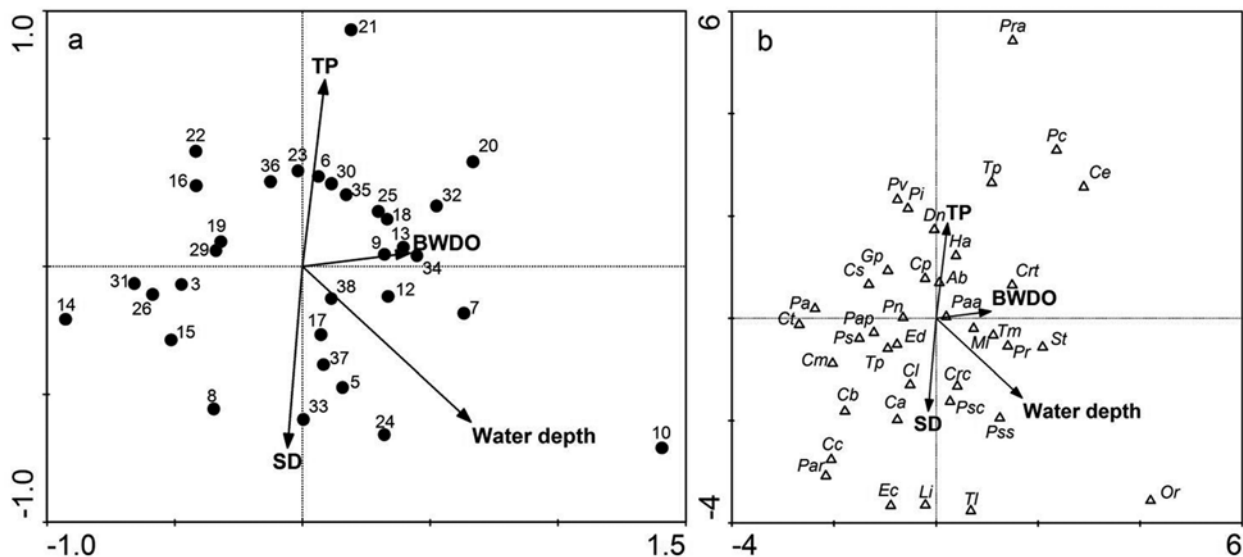 1.0
a
21
TP
22
20
23
6
36
30
16
35
25
32
18
19
13
BWDO
29
9
34
31
3
38
12
26
7
14
17
15
37
5
8
33
24
Water depth
10
SD
-1.0
-1.0
1.5
6
b
Pra
Pc
Tp
Ce
Pv
Pi
Dn
TP
Ha
Gp
Cp
Cs
Ab
Crt
Pa
Pn
Paa
BWDO
Ct
Pap
Ps
Ed
Ml
Tm
Pr
St
Tp
Cm
Cl
Crc
Cb
Ca
Psc
Water depth
SD
Pss
Cc
Par
Ec
Li
Tl
Or
-4
-4
6